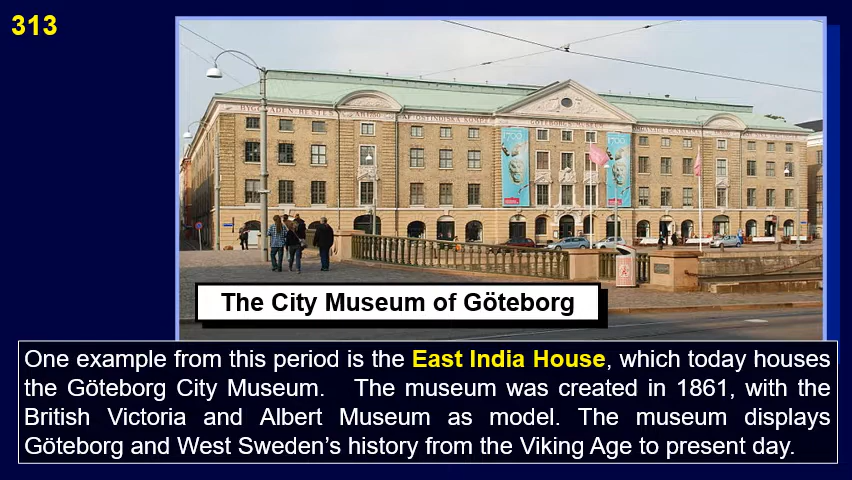 313
1700
1700
The City Museum of Göteborg
One example from this period is the East India House, which today houses
the Göteborg City Museum. The museum was created in 1861, with the
British Victoria and Albert Museum as model. The museum displays
Göteborg and West Sweden’s history from the Viking Age to present day.